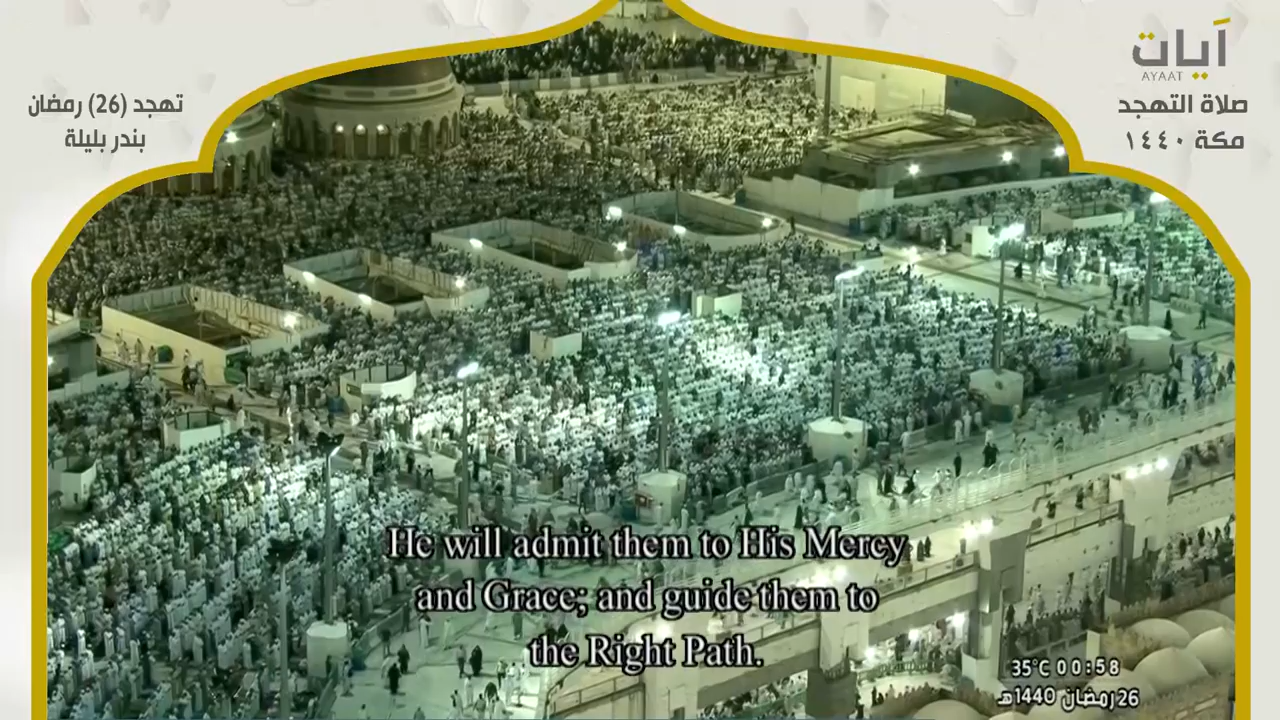 آيات
AYAAT
صلاة التهجد
مكة ١٤٤٠
تهجد (26) رمضان
بندر بليلة
He will admit them to His Mercy
and Grace; and guide them to
the Right Path.
35°C 00:58
26 رمضان 1440هـ